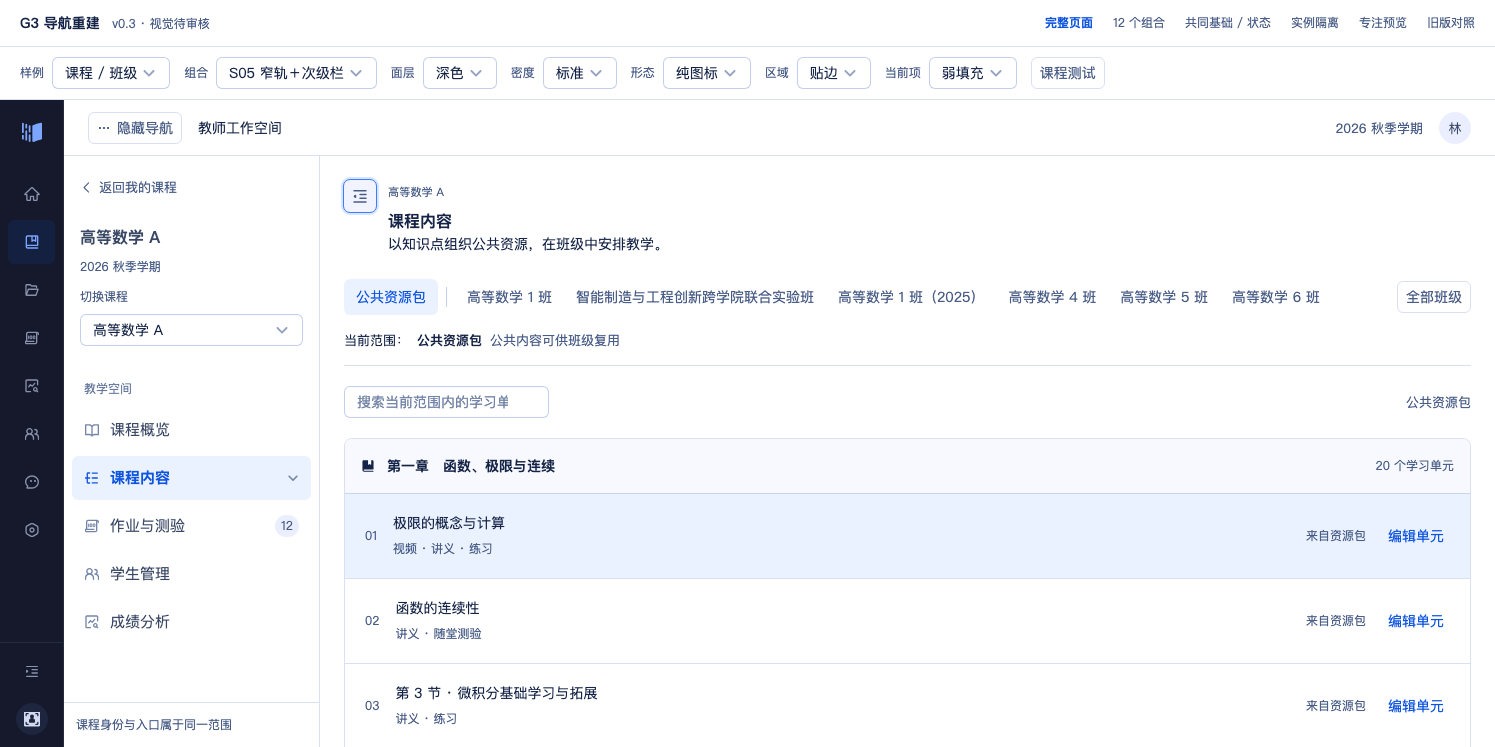 G3 导航重建 v0.3 · 视觉待审核
完整页面 12 个组合 共同基础 / 状态 实例隔离 专注预览 旧版对照
样例 课程 / 班级 组合 S05 窄轨＋次级栏 面层 深色 密度 标准 形态 纯图标 区域 贴边 当前项 弱填充 课程测试
··· 隐藏导航 教师工作空间
2026 秋季学期 林
返回我的课程
高等数学 A
2026 秋季学期
切换课程
高等数学 A
教学空间
课程概览
课程内容
作业与测验 12
学生管理
成绩分析
课程身份与入口属于同一范围
高等数学 A
课程内容
以知识点组织公共资源，在班级中安排教学。
公共资源包 高等数学 1 班 智能制造与工程创新跨学院联合实验班 高等数学 1 班（2025） 高等数学 4 班 高等数学 5 班 高等数学 6 班 全部班级
当前范围： 公共资源包 公共内容可供班级复用
搜索当前范围内的学习单
公共资源包
第一章 函数、极限与连续 20 个学习单元
01 极限的概念与计算
视频 · 讲义 · 练习
来自资源包 编辑单元
02 函数的连续性
讲义 · 随堂测验
来自资源包 编辑单元
03 第 3 节 · 微积分基础学习与拓展
讲义 · 练习
来自资源包 编辑单元